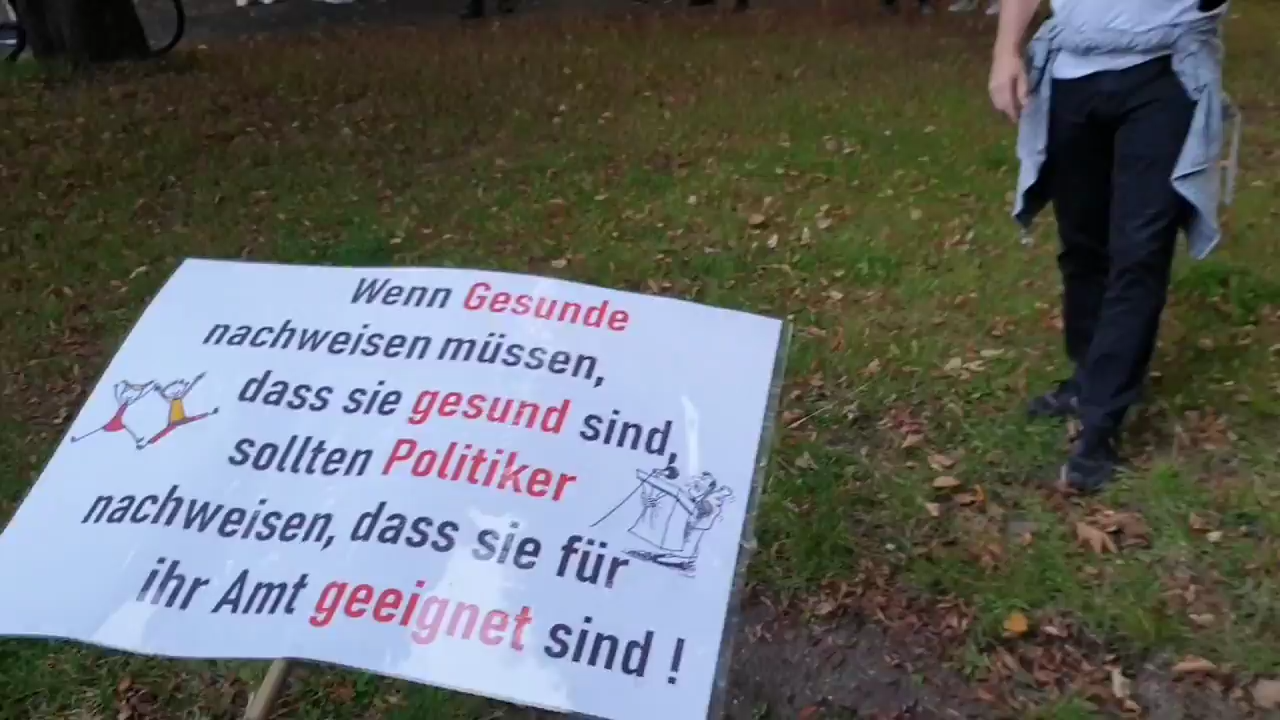 Wenn Gesunde
nachweisen müssen,
dass sie gesund sind,
sollten Politiker
nachweisen, dass sie für
ihr Amt geeignet sind !